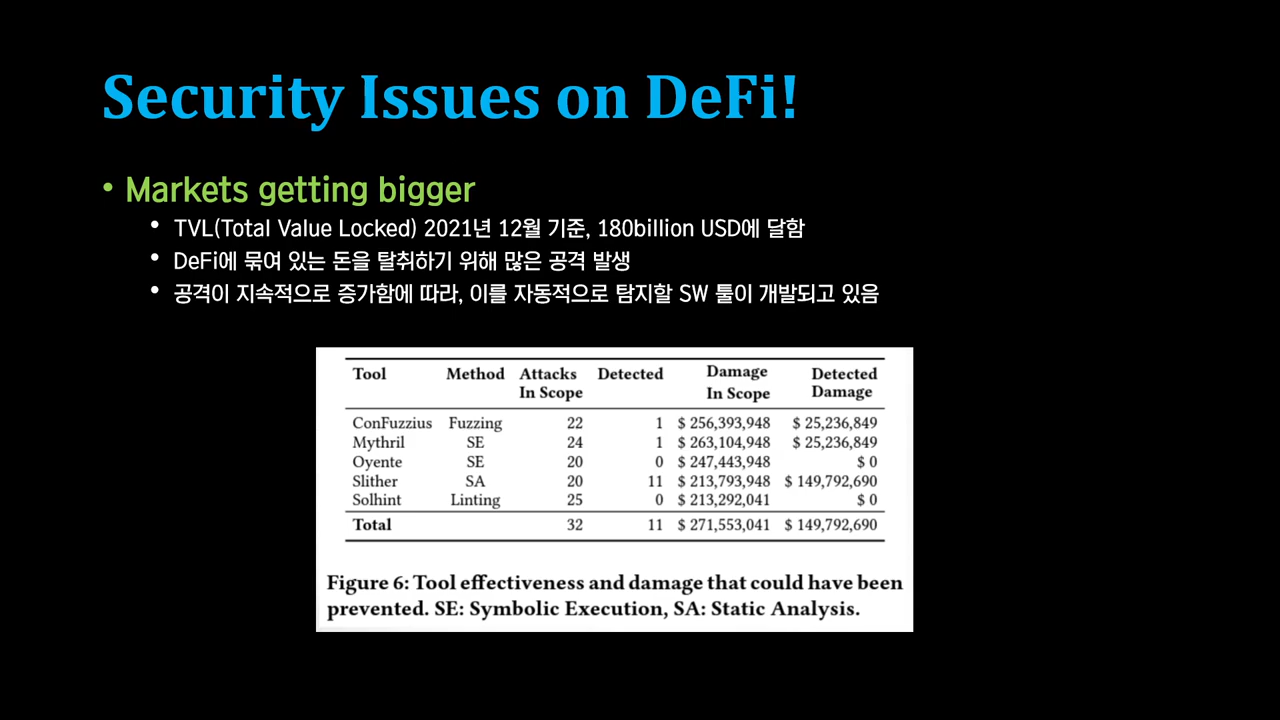 Security Issues on DeFi!
• Markets getting bigger
• TVL(Total Value Locked) 2021년 12월 기준, 180billion USD에 달함
• DeFi에 묶여 있는 돈을 탈취하기 위해 많은 공격 발생
• 공격이 지속적으로 증가함에 따라, 이를 자동적으로 탐지할 SW 툴이 개발되고 있음
Tool Method Attacks In Scope Detected Damage In Scope Detected Damage
ConFuzzius Fuzzing 22 1 $ 256,393,948 $ 25,236,849
Mythril SE 24 1 $ 263,104,948 $ 25,236,849
Oyente SE 20 0 $ 247,443,948 $ 0
Slither SA 20 11 $ 213,793,948 $ 149,792,690
Solhint Linting 25 0 $ 213,292,041 $ 0
Total 32 11 $ 271,553,041 $ 149,792,690
Figure 6: Tool effectiveness and damage that could have been
prevented. SE: Symbolic Execution, SA: Static Analysis.